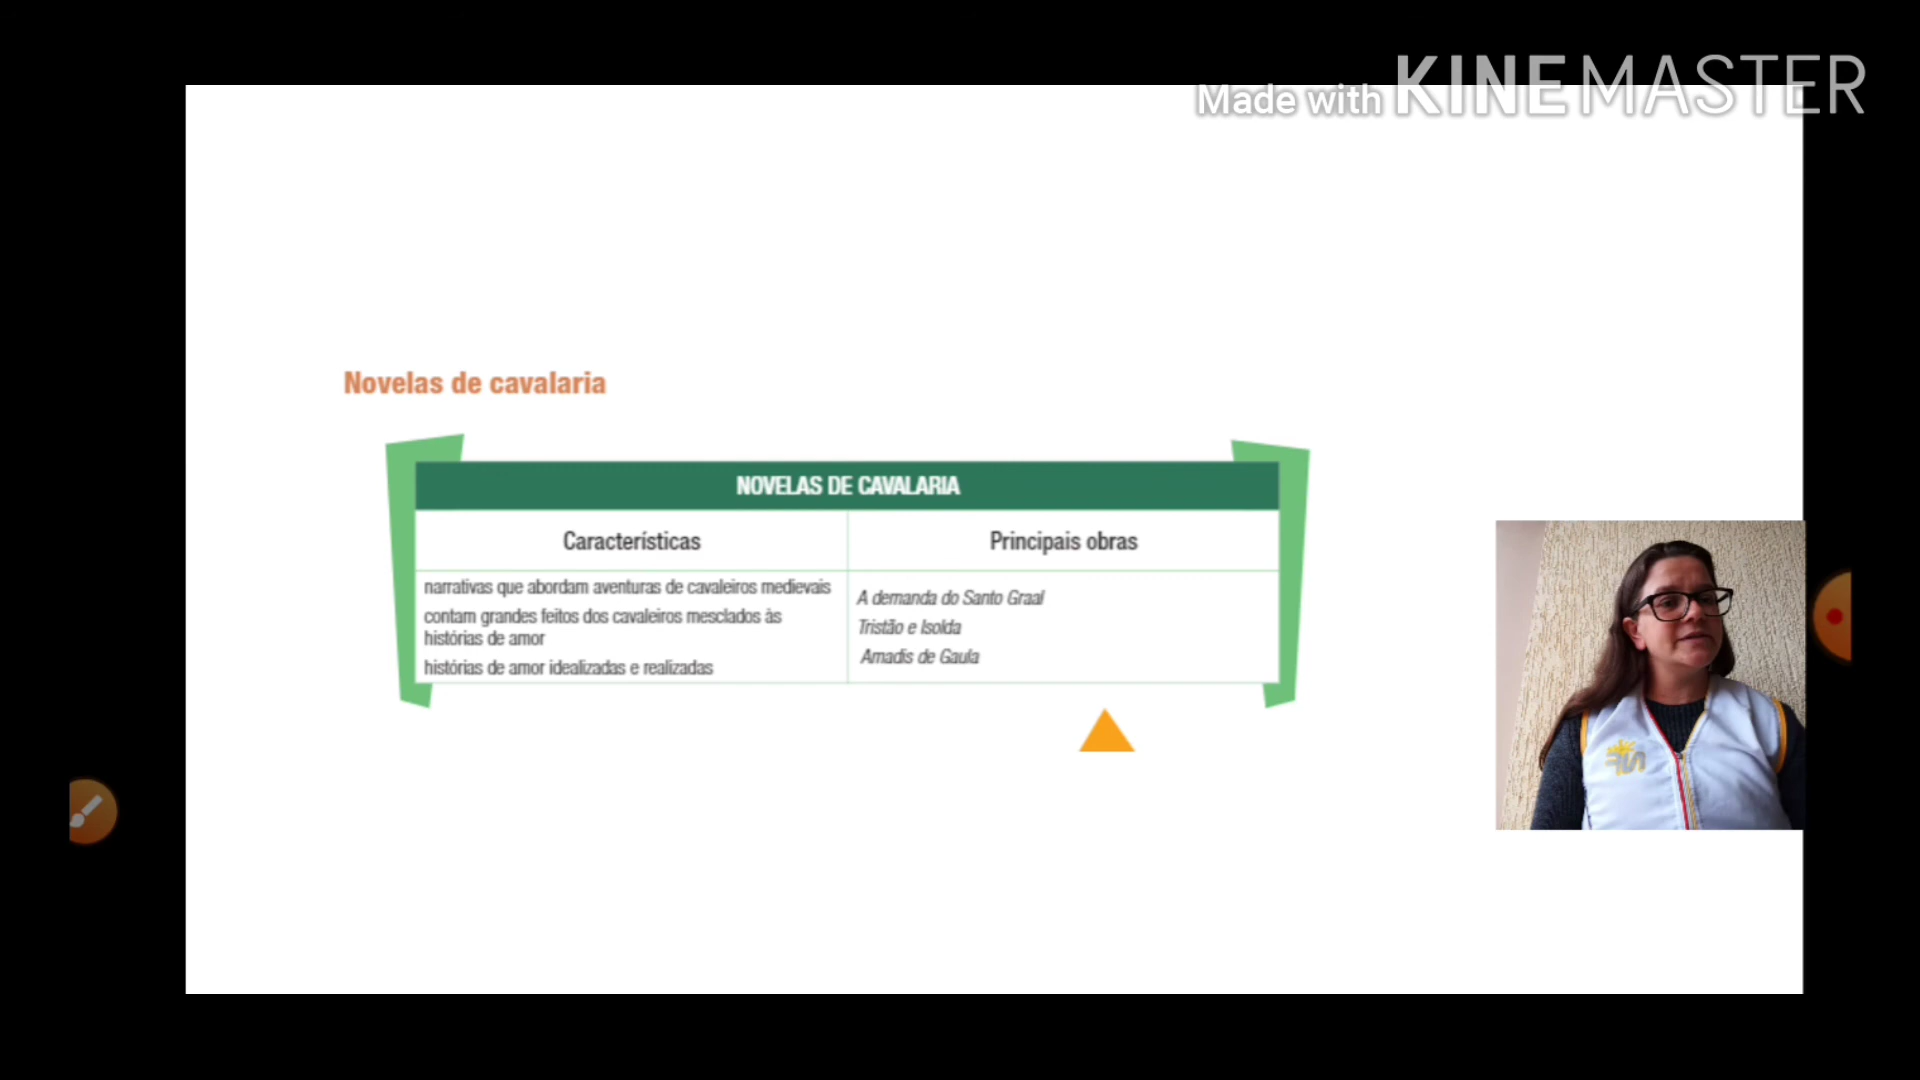 Made with KINEMASTER
Novelas de cavalaria
NOVELAS DE CAVALARIA
Características
Principais obras
narrativas que abordam aventuras de cavaleiros medievais
contam grandes feitos dos cavaleiros mesclados às
histórias de amor
histórias de amor idealizadas e realizadas
A demanda do Santo Graal
Tristão e Isolda
Amadis de Gaula